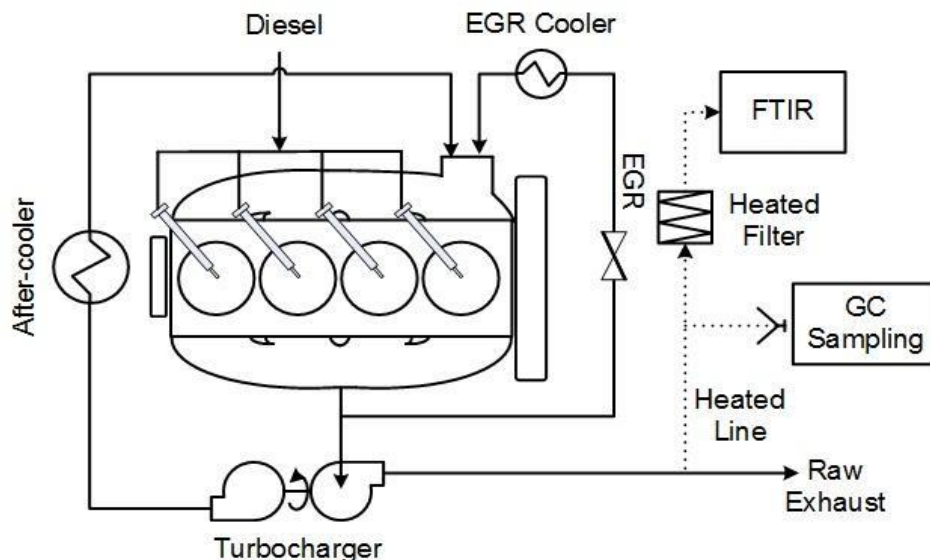 Diesel
EGR Cooler
FTIR
EGR
Heated
Filter
After-cooler
GC
Sampling
Heated
Line
Raw
Exhaust
Turbocharger